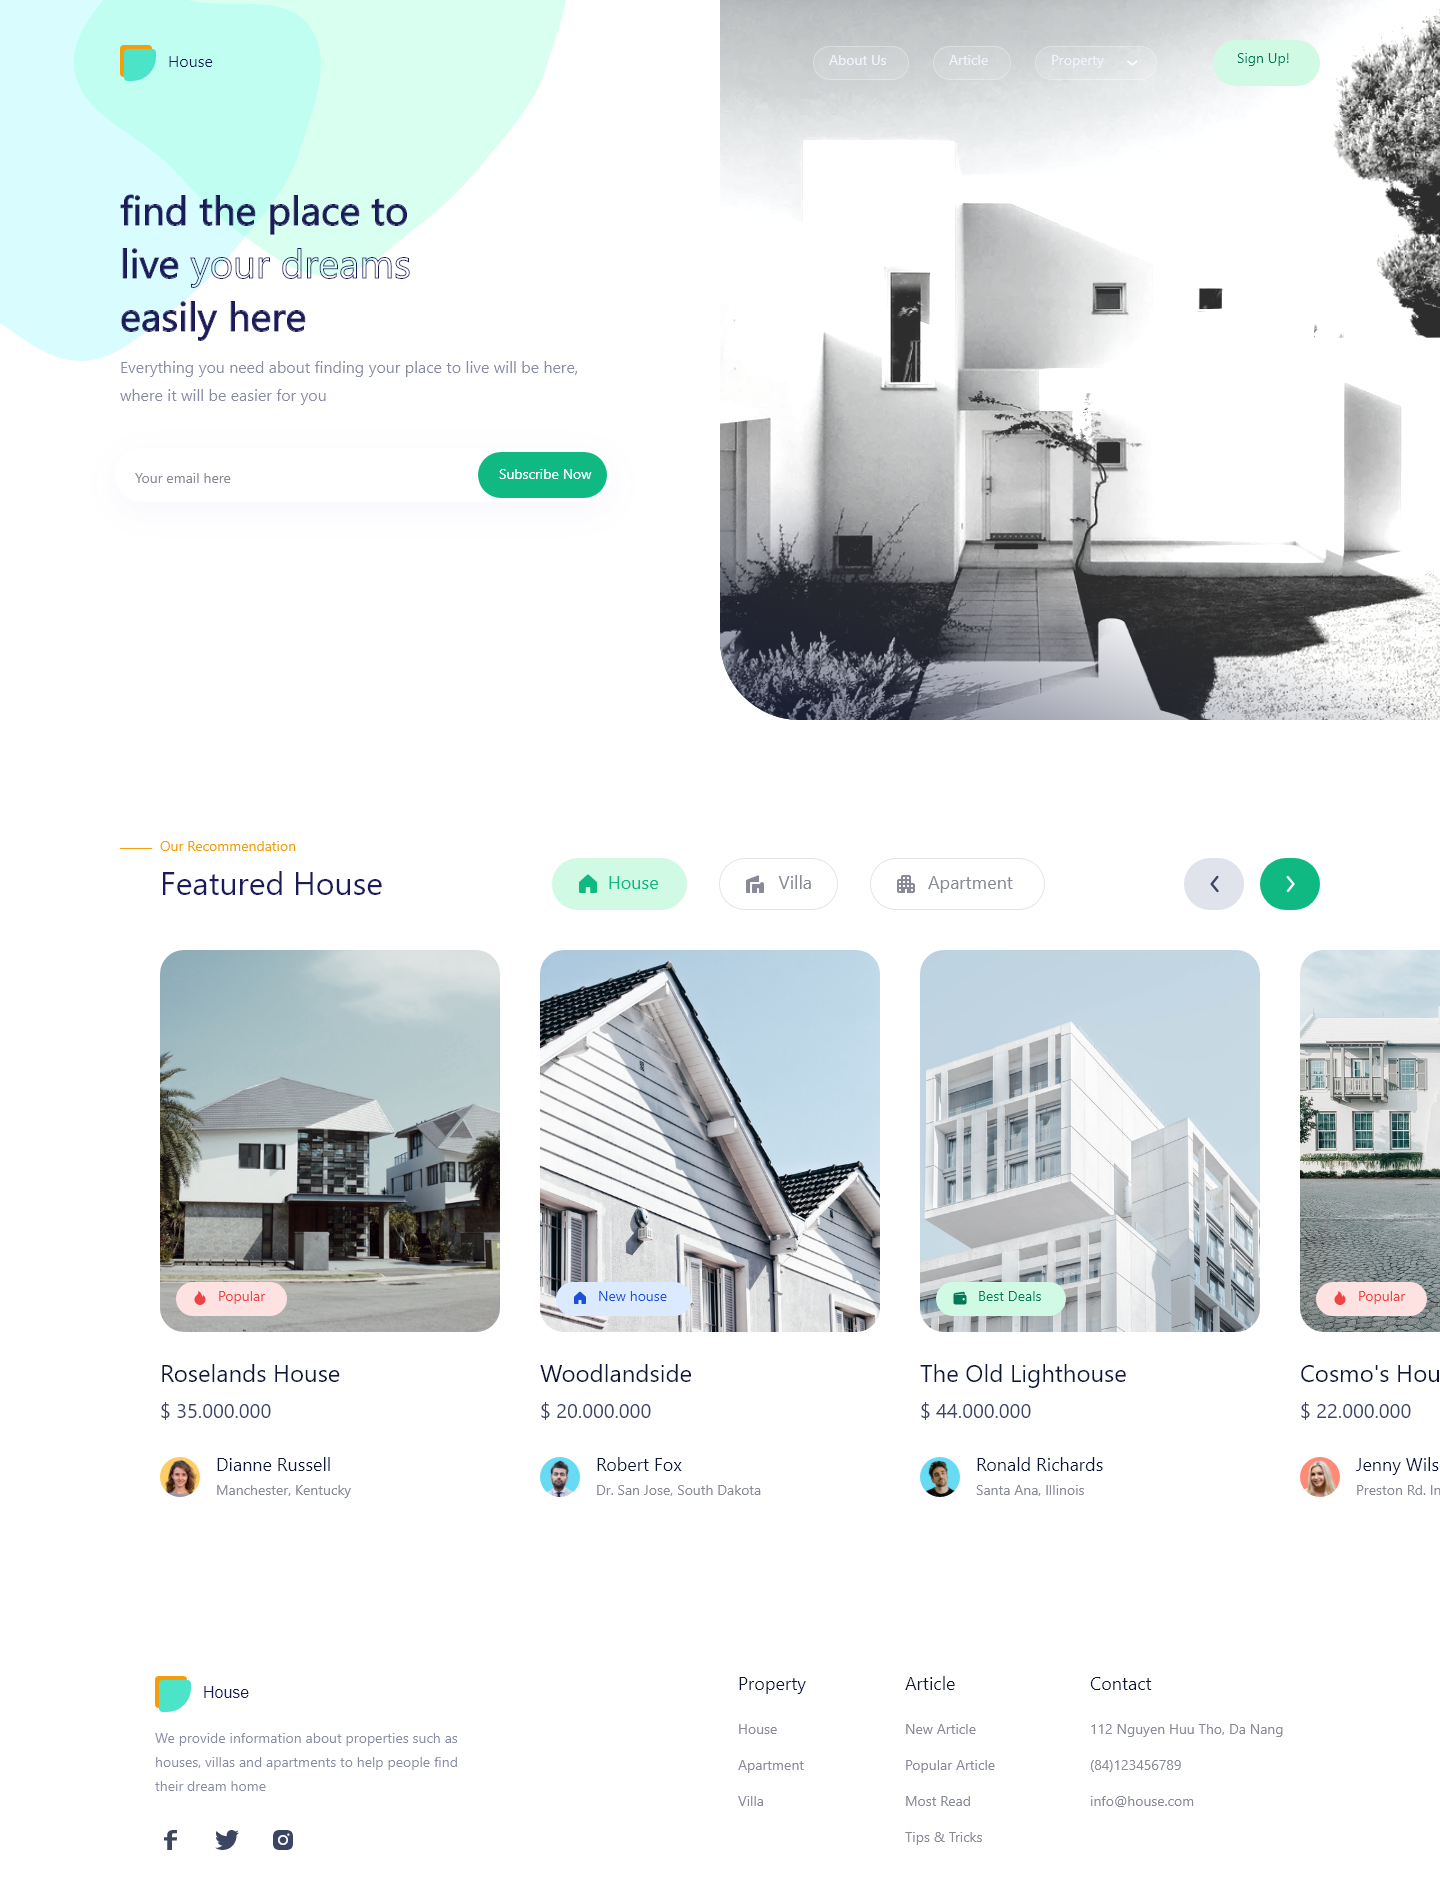 House
About Us
Article
Property
Sign Up!
find the place to
live your dreams
easily here
Everything you need about finding your place to live will be here,
where it will be easier for you
Your email here
Subscribe Now
Our Recommendation
Featured House
House
Villa
Apartment
Popular
New house
Best Deals
Popular
Roselands House
$ 35.000.000
Dianne Russell
Manchester, Kentucky
Woodlandside
$ 20.000.000
Robert Fox
Dr. San Jose, South Dakota
The Old Lighthouse
$ 44.000.000
Ronald Richards
Santa Ana, Illinois
Cosmo's Hou
$ 22.000.000
Jenny Wils
Preston Rd. In
House
We provide information about properties such as
houses, villas and apartments to help people find
their dream home
Property
House
Apartment
Villa
Article
New Article
Popular Article
Most Read
Tips & Tricks
Contact
112 Nguyen Huu Tho, Da Nang
(84)123456789
info@house.com